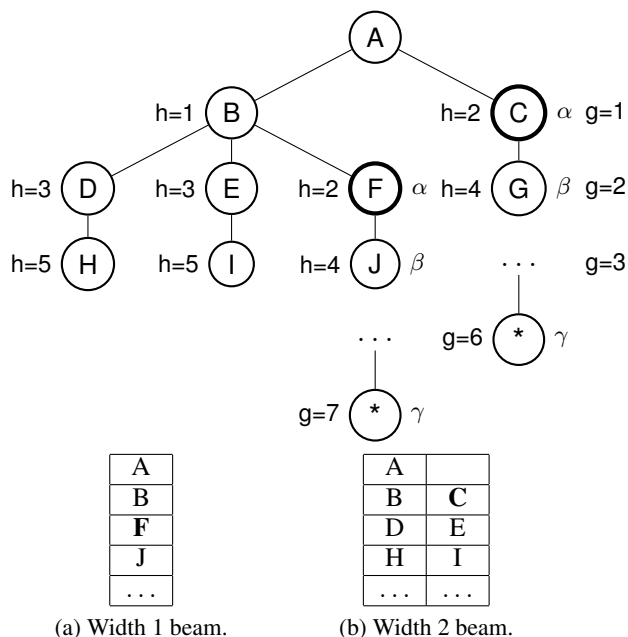 A
h=1 B h=2 C α g=1
h=3 D h=3 E h=2 F α h=4 G β g=2
h=5 H h=5 I h=4 J β . . . g=3
. . . g=6 * γ
g=7 * γ
A
B
F
J
. . .
(a) Width 1 beam.
A
B C
D E
H I
. . . . . .
(b) Width 2 beam.